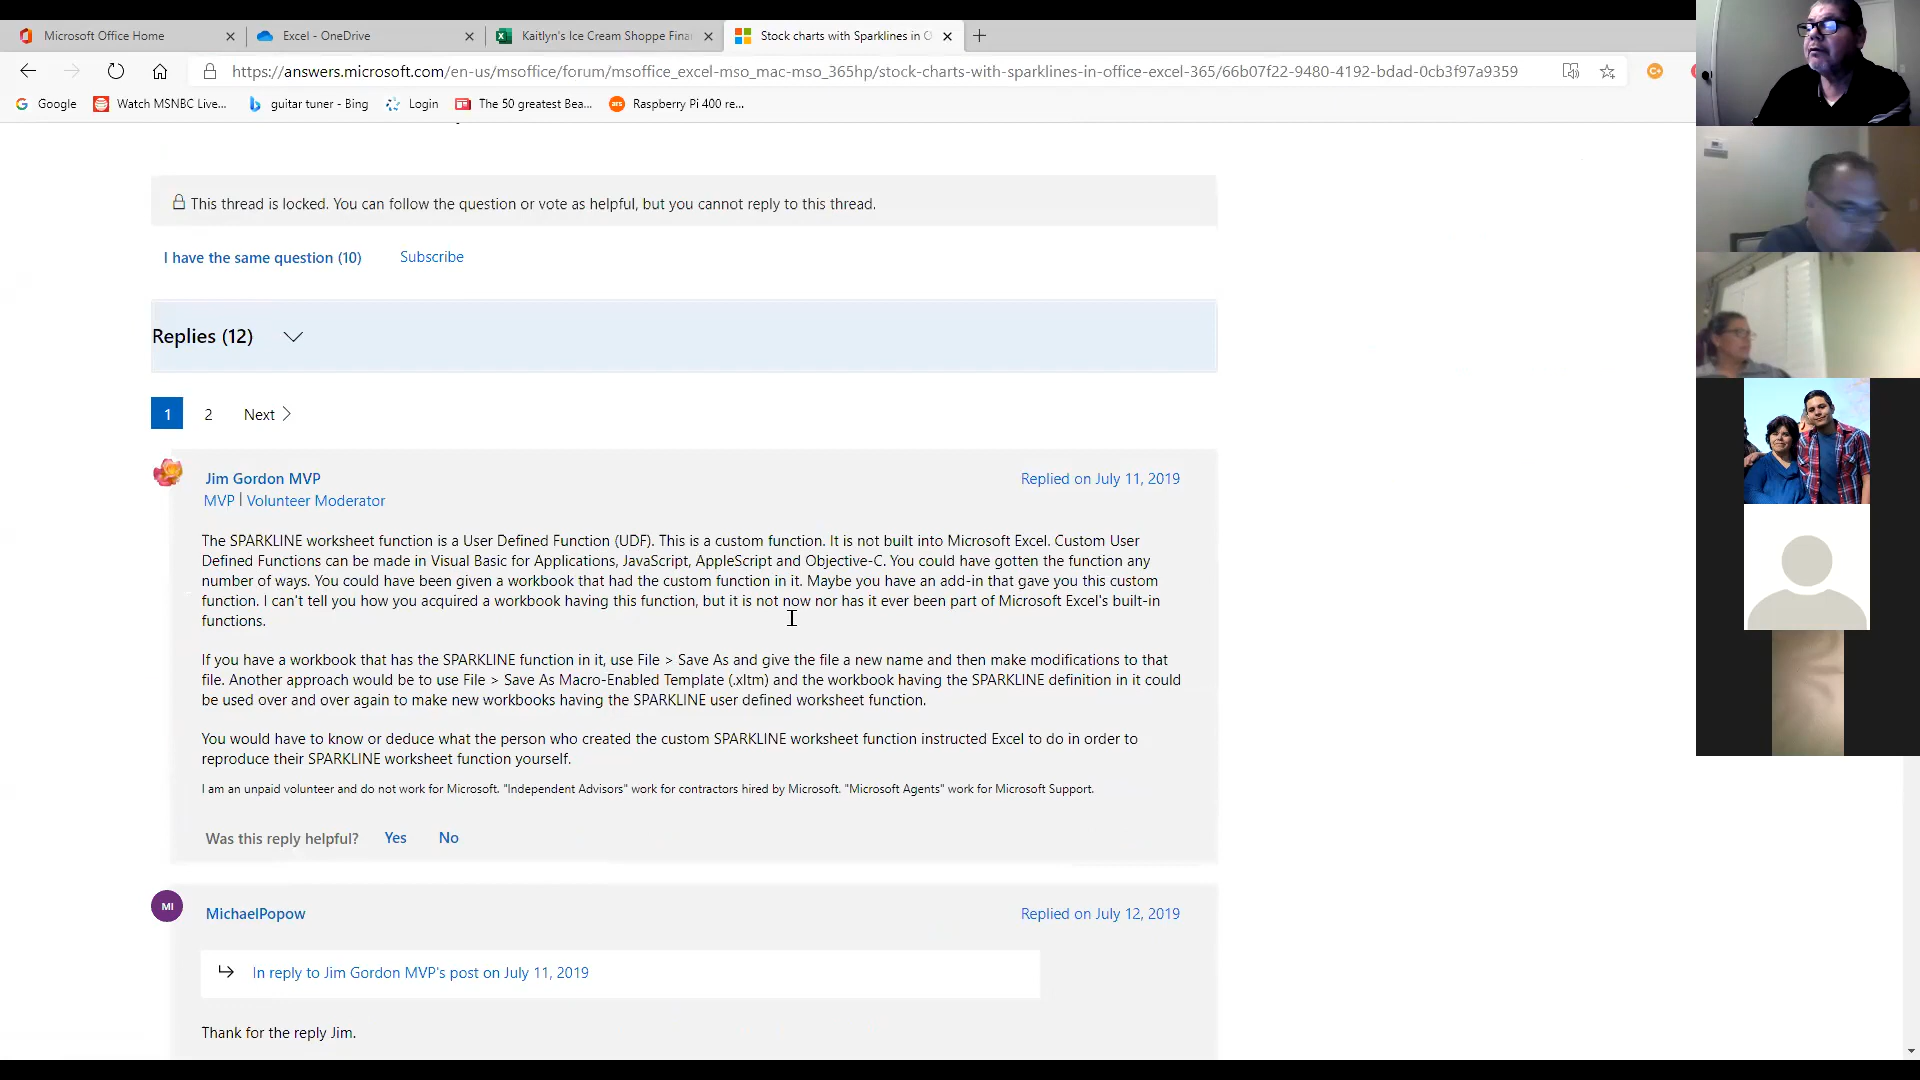 Microsoft Office Home
Excel - OneDrive
Kaitlyn's Ice Cream Shoppe Fina
Stock charts with Sparklines in O
https://answers.microsoft.com/en-us/msoffice/forum/msoffice_excel-mso_mac-mso_365hp/stock-charts-with-sparklines-in-office-excel-365/66b07f22-9480-4192-bdad-0cb3f97a9359
Google
Watch MSNBC Live...
guitar tuner - Bing
Login
The 50 greatest Bea...
Raspberry Pi 400 re...
This thread is locked. You can follow the question or vote as helpful, but you cannot reply to this thread.
I have the same question (10)
Subscribe
Replies (12)
1 2 Next
Jim Gordon MVP
Replied on July 11, 2019
MVP | Volunteer Moderator
The SPARKLINE worksheet function is a User Defined Function (UDF). This is a custom function. It is not built into Microsoft Excel. Custom User
Defined Functions can be made in Visual Basic for Applications, JavaScript, AppleScript and Objective-C. You could have gotten the function any
number of ways. You could have been given a workbook that had the custom function in it. Maybe you have an add-in that gave you this custom
function. I can't tell you how you acquired a workbook having this function, but it is not now nor has it ever been part of Microsoft Excel's built-in
functions.
If you have a workbook that has the SPARKLINE function in it, use File > Save As and give the file a new name and then make modifications to that
file. Another approach would be to use File > Save As Macro-Enabled Template (.xltm) and the workbook having the SPARKLINE definition in it could
be used over and over again to make new workbooks having the SPARKLINE user defined worksheet function.
You would have to know or deduce what the person who created the custom SPARKLINE worksheet function instructed Excel to do in order to
reproduce their SPARKLINE worksheet function yourself.
I am an unpaid volunteer and do not work for Microsoft. "Independent Advisors" work for contractors hired by Microsoft. "Microsoft Agents" work for Microsoft Support.
Was this reply helpful? Yes No
MI
MichaelPopow
Replied on July 12, 2019
In reply to Jim Gordon MVP's post on July 11, 2019
Thank for the reply Jim.